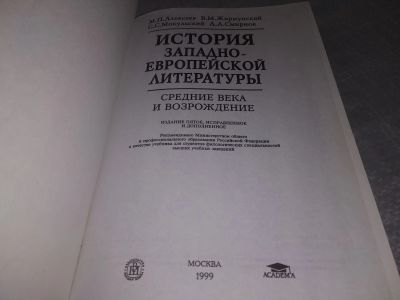 М.П.Алексеев В.М.Жирмунский
С.С.Мокульский А.А.Смирнов
ИСТОРИЯ
ЗАПАДНО-
ЕВРОПЕЙСКОЙ
ЛИТЕРАТУРЫ
СРЕДНИЕ ВЕКА
И ВОЗРОЖДЕНИЕ
ИЗДАНИЕ ПЯТОЕ, ИСПРАВЛЕННОЕ
И ДОПОЛНЕННОЕ
Рекомендовано Министерством общего
и профессионального образования Российской Федерации
в качестве учебника для студентов филологических специальностей
высших учебных заведений
МОСКВА
1999
ACADEMA